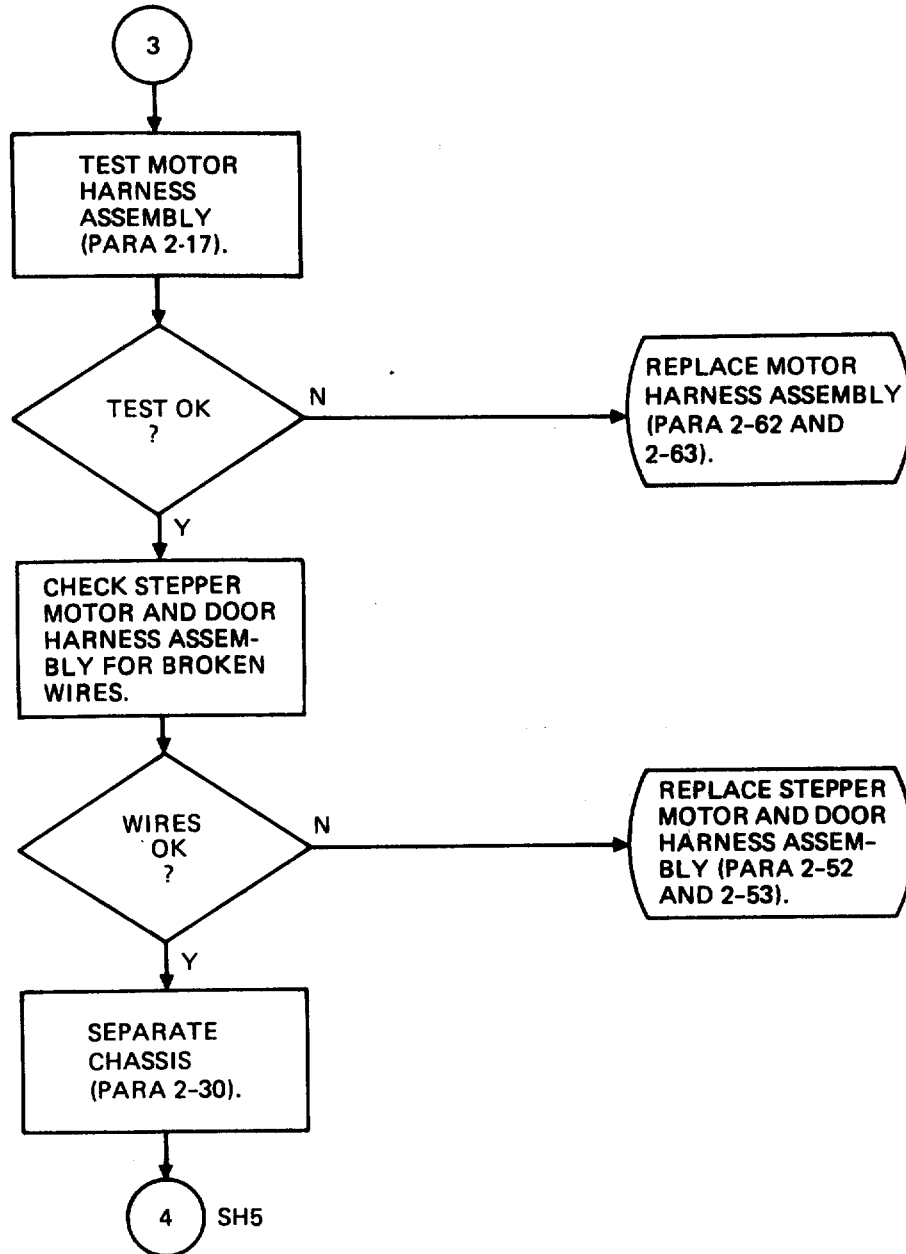 3
TEST MOTOR
HARNESS
ASSEMBLY
(PARA 2-17).
TEST OK
?
N
REPLACE MOTOR
HARNESS ASSEMBLY
(PARA 2-62 AND
2-63).
Y
CHECK STEPPER
MOTOR AND DOOR
HARNESS ASSEM-
BLY FOR BROKEN
WIRES.
WIRES
OK
?
N
REPLACE STEPPER
MOTOR AND DOOR
HARNESS ASSEM-
BLY (PARA 2-52
AND 2-53).
Y
SEPARATE
CHASSIS
(PARA 2-30).
4 SH5